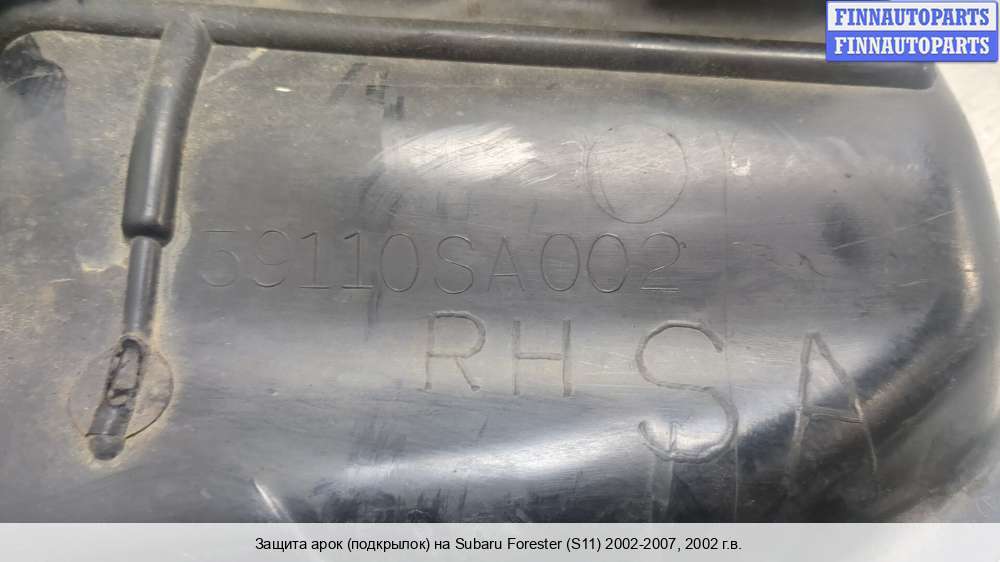 FINNAUTOPARTS
FINNAUTOPARTS
59110SA002
RH SA
Защита арок (подкрылок) на Subaru Forester (S11) 2002-2007, 2002 г.в.